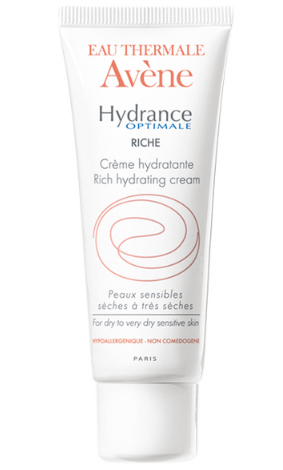 EAU THERMALE
Avène
Hydrance
OPTIMALE
RICHE
Crème hydratante
Rich hydrating cream
Peaux sensibles
sèches à très sèches
For dry to very dry sensitive skin
HYPOALLERGENIQUE - NON COMEDOGENE
PARIS